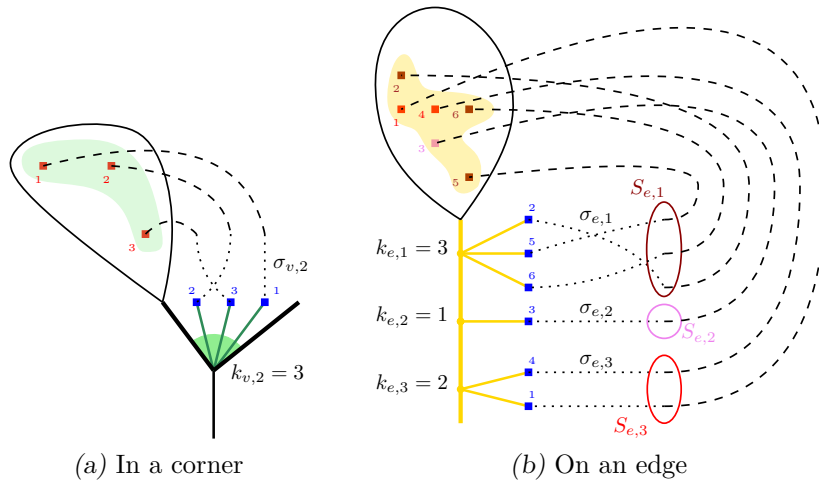 1
2
3
σ_{v,2}
2
3
1
k_{v,2} = 3
(a) In a corner
2
1
4
6
3
5
S_{e,1}
k_{e,1} = 3
2
σ_{e,1}
5
6
k_{e,2} = 1
3
σ_{e,2}
S_{e,2}
k_{e,3} = 2
4
σ_{e,3}
1
S_{e,3}
(b) On an edge